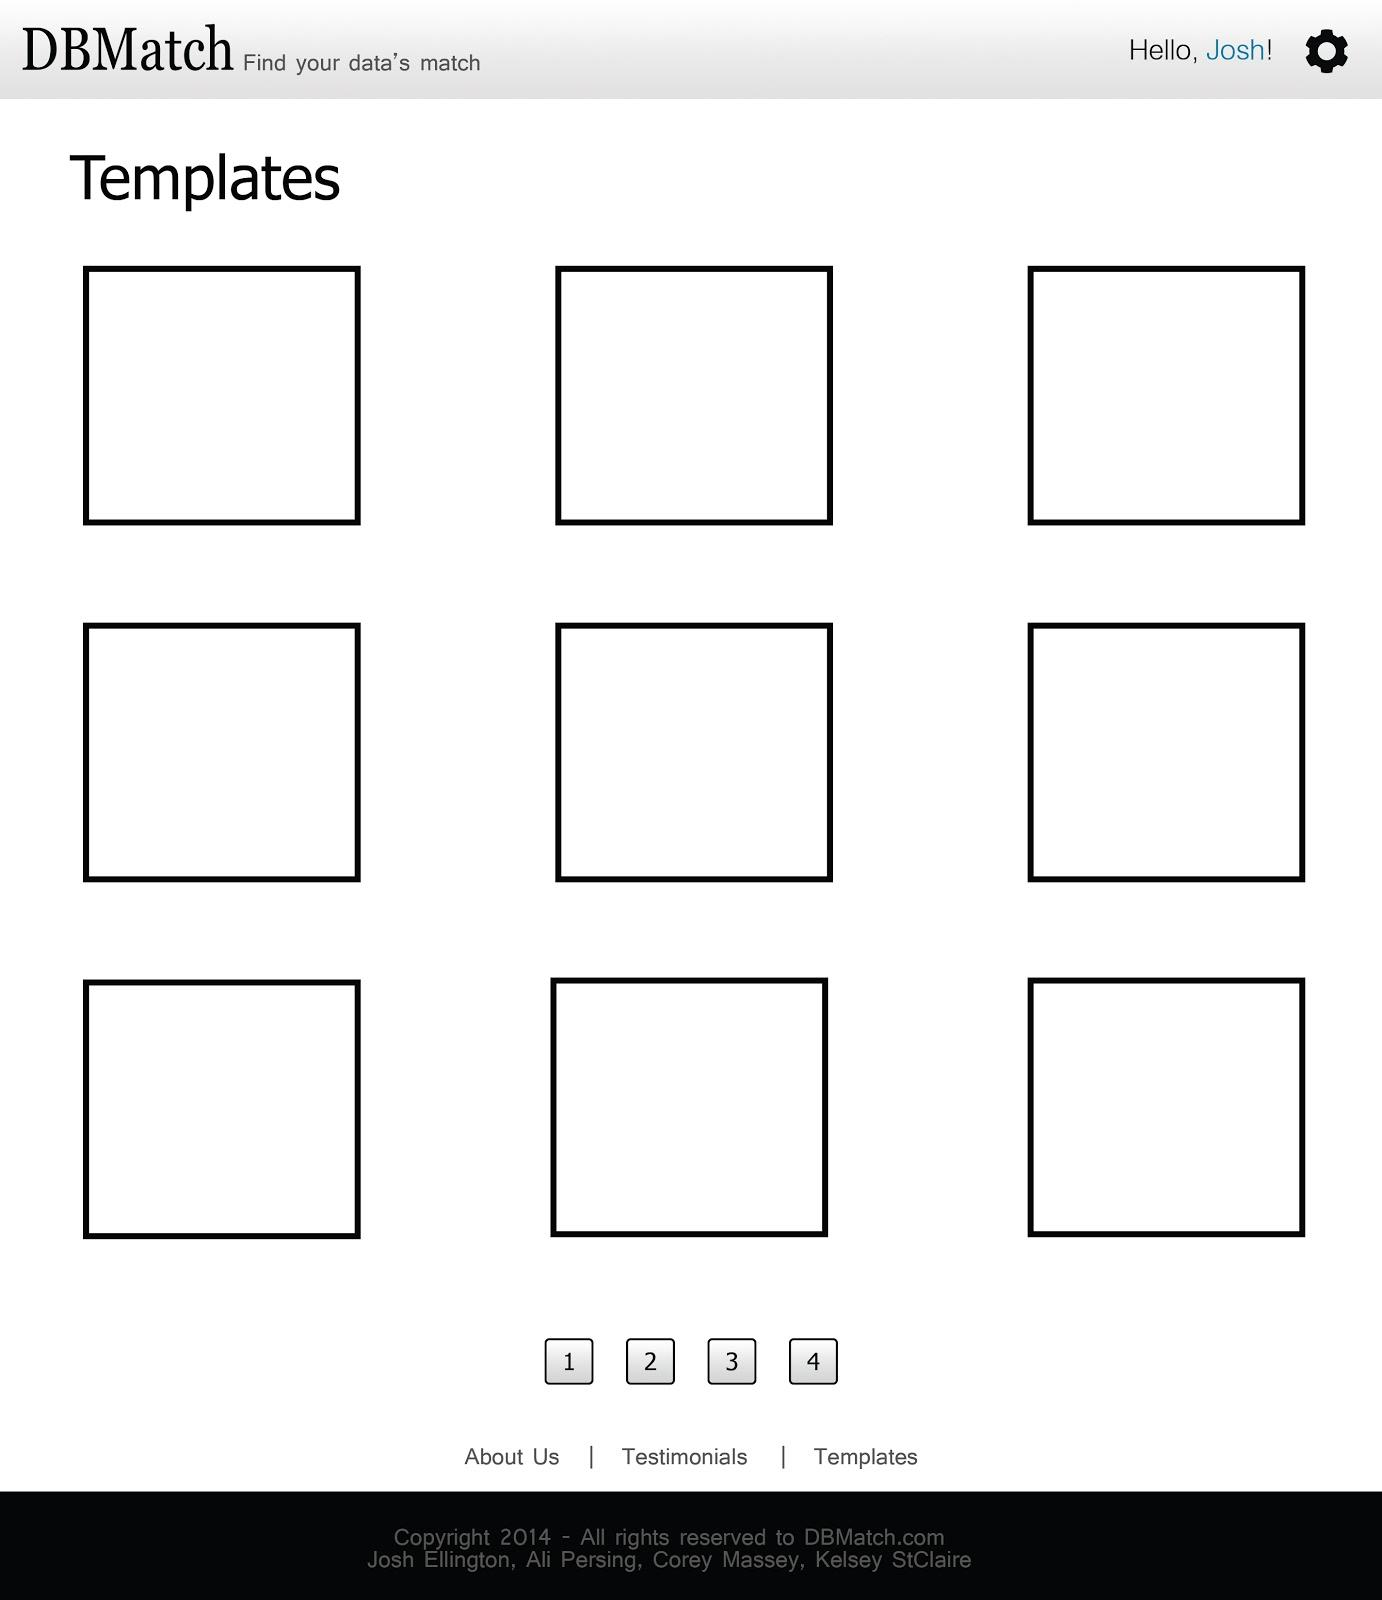 DBMatch Find your data's match
Hello, Josh!
Templates
1 2 3 4
About Us | Testimonials | Templates
Copyright 2014 - All rights reserved to DBMatch.com
Josh Ellington, Ali Persing, Corey Massey, Kelsey StClaire